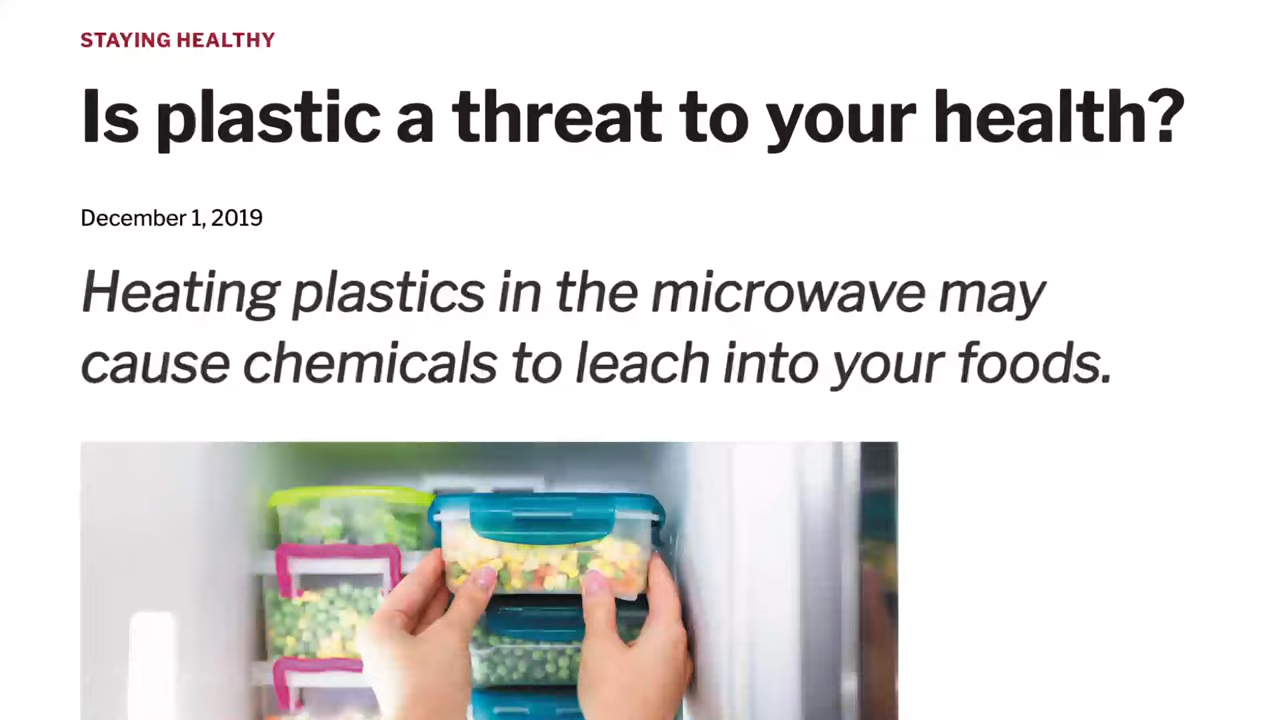 STAYING HEALTHY
Is plastic a threat to your health?
December 1, 2019
Heating plastics in the microwave may
cause chemicals to leach into your foods.